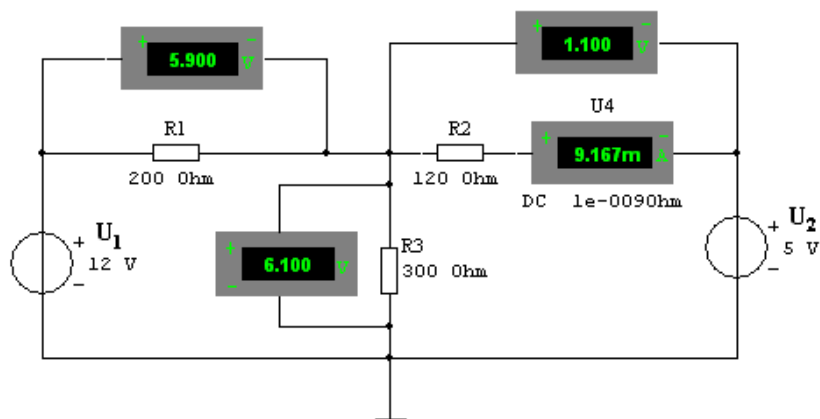 + 5.900 - V
+ 1.100 - V
U4
R1
R2
+ 9.167m - A
200 Ohm
120 Ohm
DC 1e-009Ohm
U1
+
12 V
-
+ 6.100 V
-
R3
300 Ohm
U2
+
5 V
-